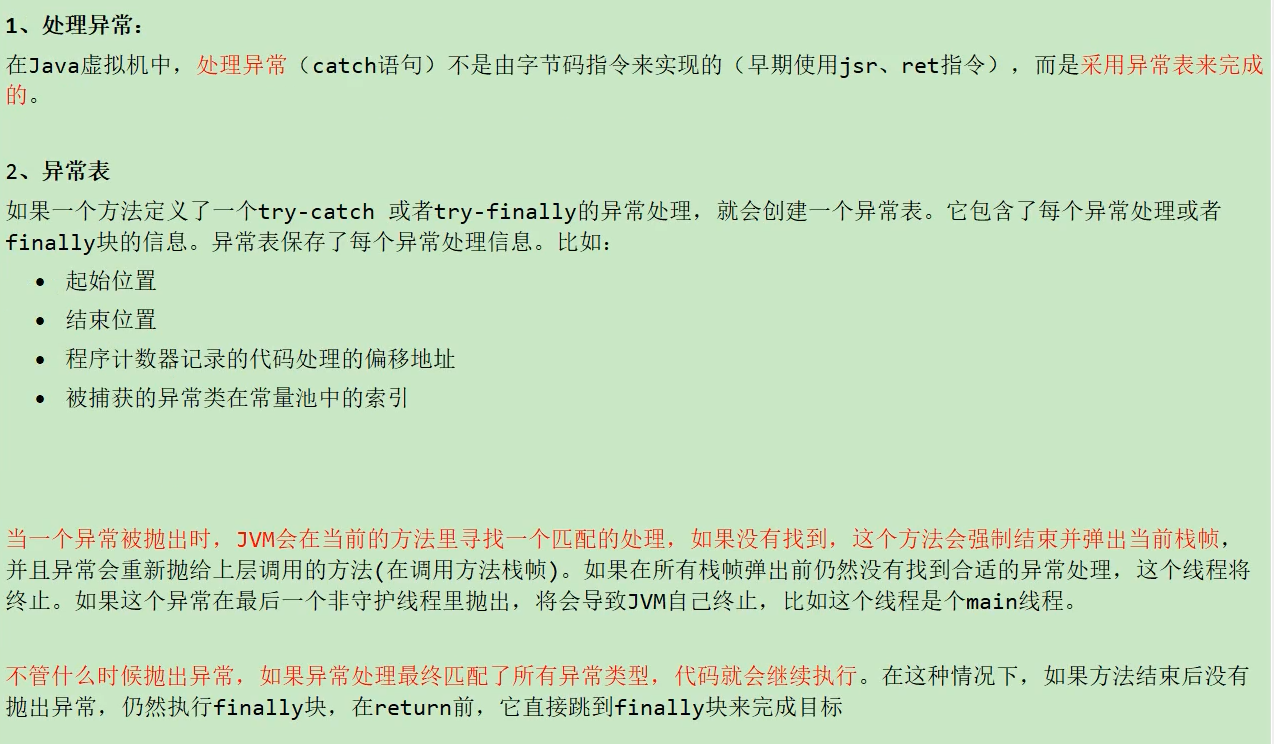 1、处理异常：
在Java虚拟机中，处理异常（catch语句）不是由字节码指令来实现的（早期使用jsr、ret指令），而是采用异常表来完成
的。
2、异常表
如果一个方法定义了一个try-catch 或者try-finally的异常处理，就会创建一个异常表。它包含了每个异常处理或者
finally块的信息。异常表保存了每个异常处理信息。比如：
• 起始位置
• 结束位置
• 程序计数器记录的代码处理的偏移地址
• 被捕获的异常类在常量池中的索引
当一个异常被抛出时，JVM会在当前的方法里寻找一个匹配的处理，如果没有找到，这个方法会强制结束并弹出当前栈帧，
并且异常会重新抛给上层调用的方法(在调用方法栈帧)。如果在所有栈帧弹出前仍然没有找到合适的异常处理，这个线程将
终止。如果这个异常在最后一个非守护线程里抛出，将会导致JVM自己终止，比如这个线程是个main线程。
不管什么时候抛出异常，如果异常处理最终匹配了所有异常类型，代码就会继续执行。在这种情况下，如果方法结束后没有
抛出异常，仍然执行finally块，在return前，它直接跳到finally块来完成目标